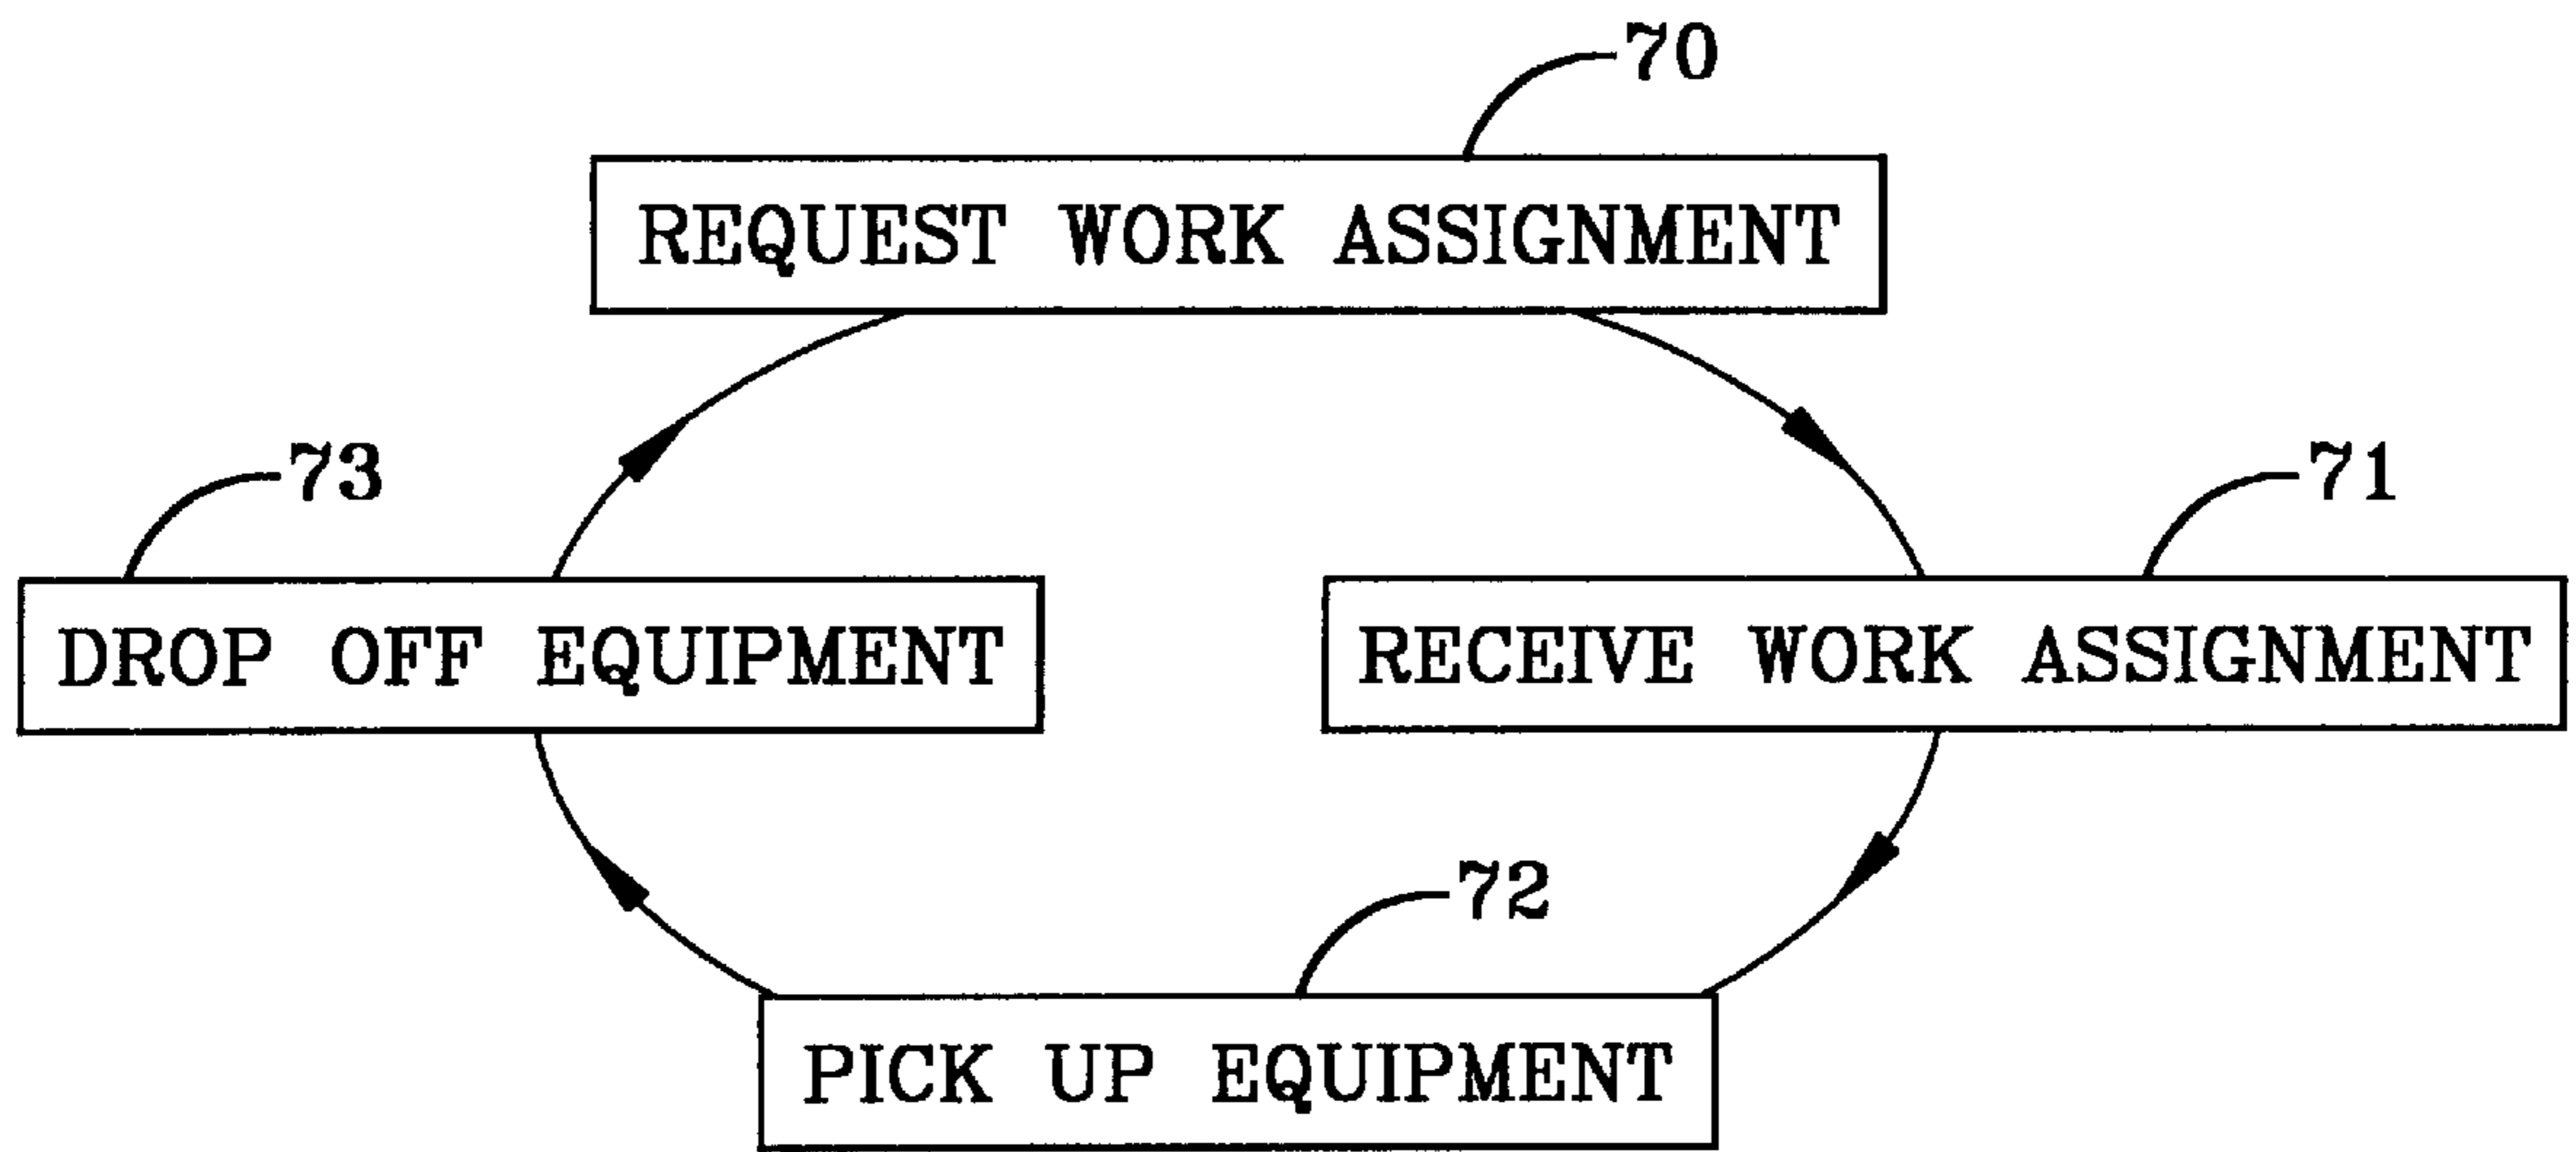 70
REQUEST WORK ASSIGNMENT
73
71
DROP OFF EQUIPMENT
RECEIVE WORK ASSIGNMENT
72
PICK UP EQUIPMENT